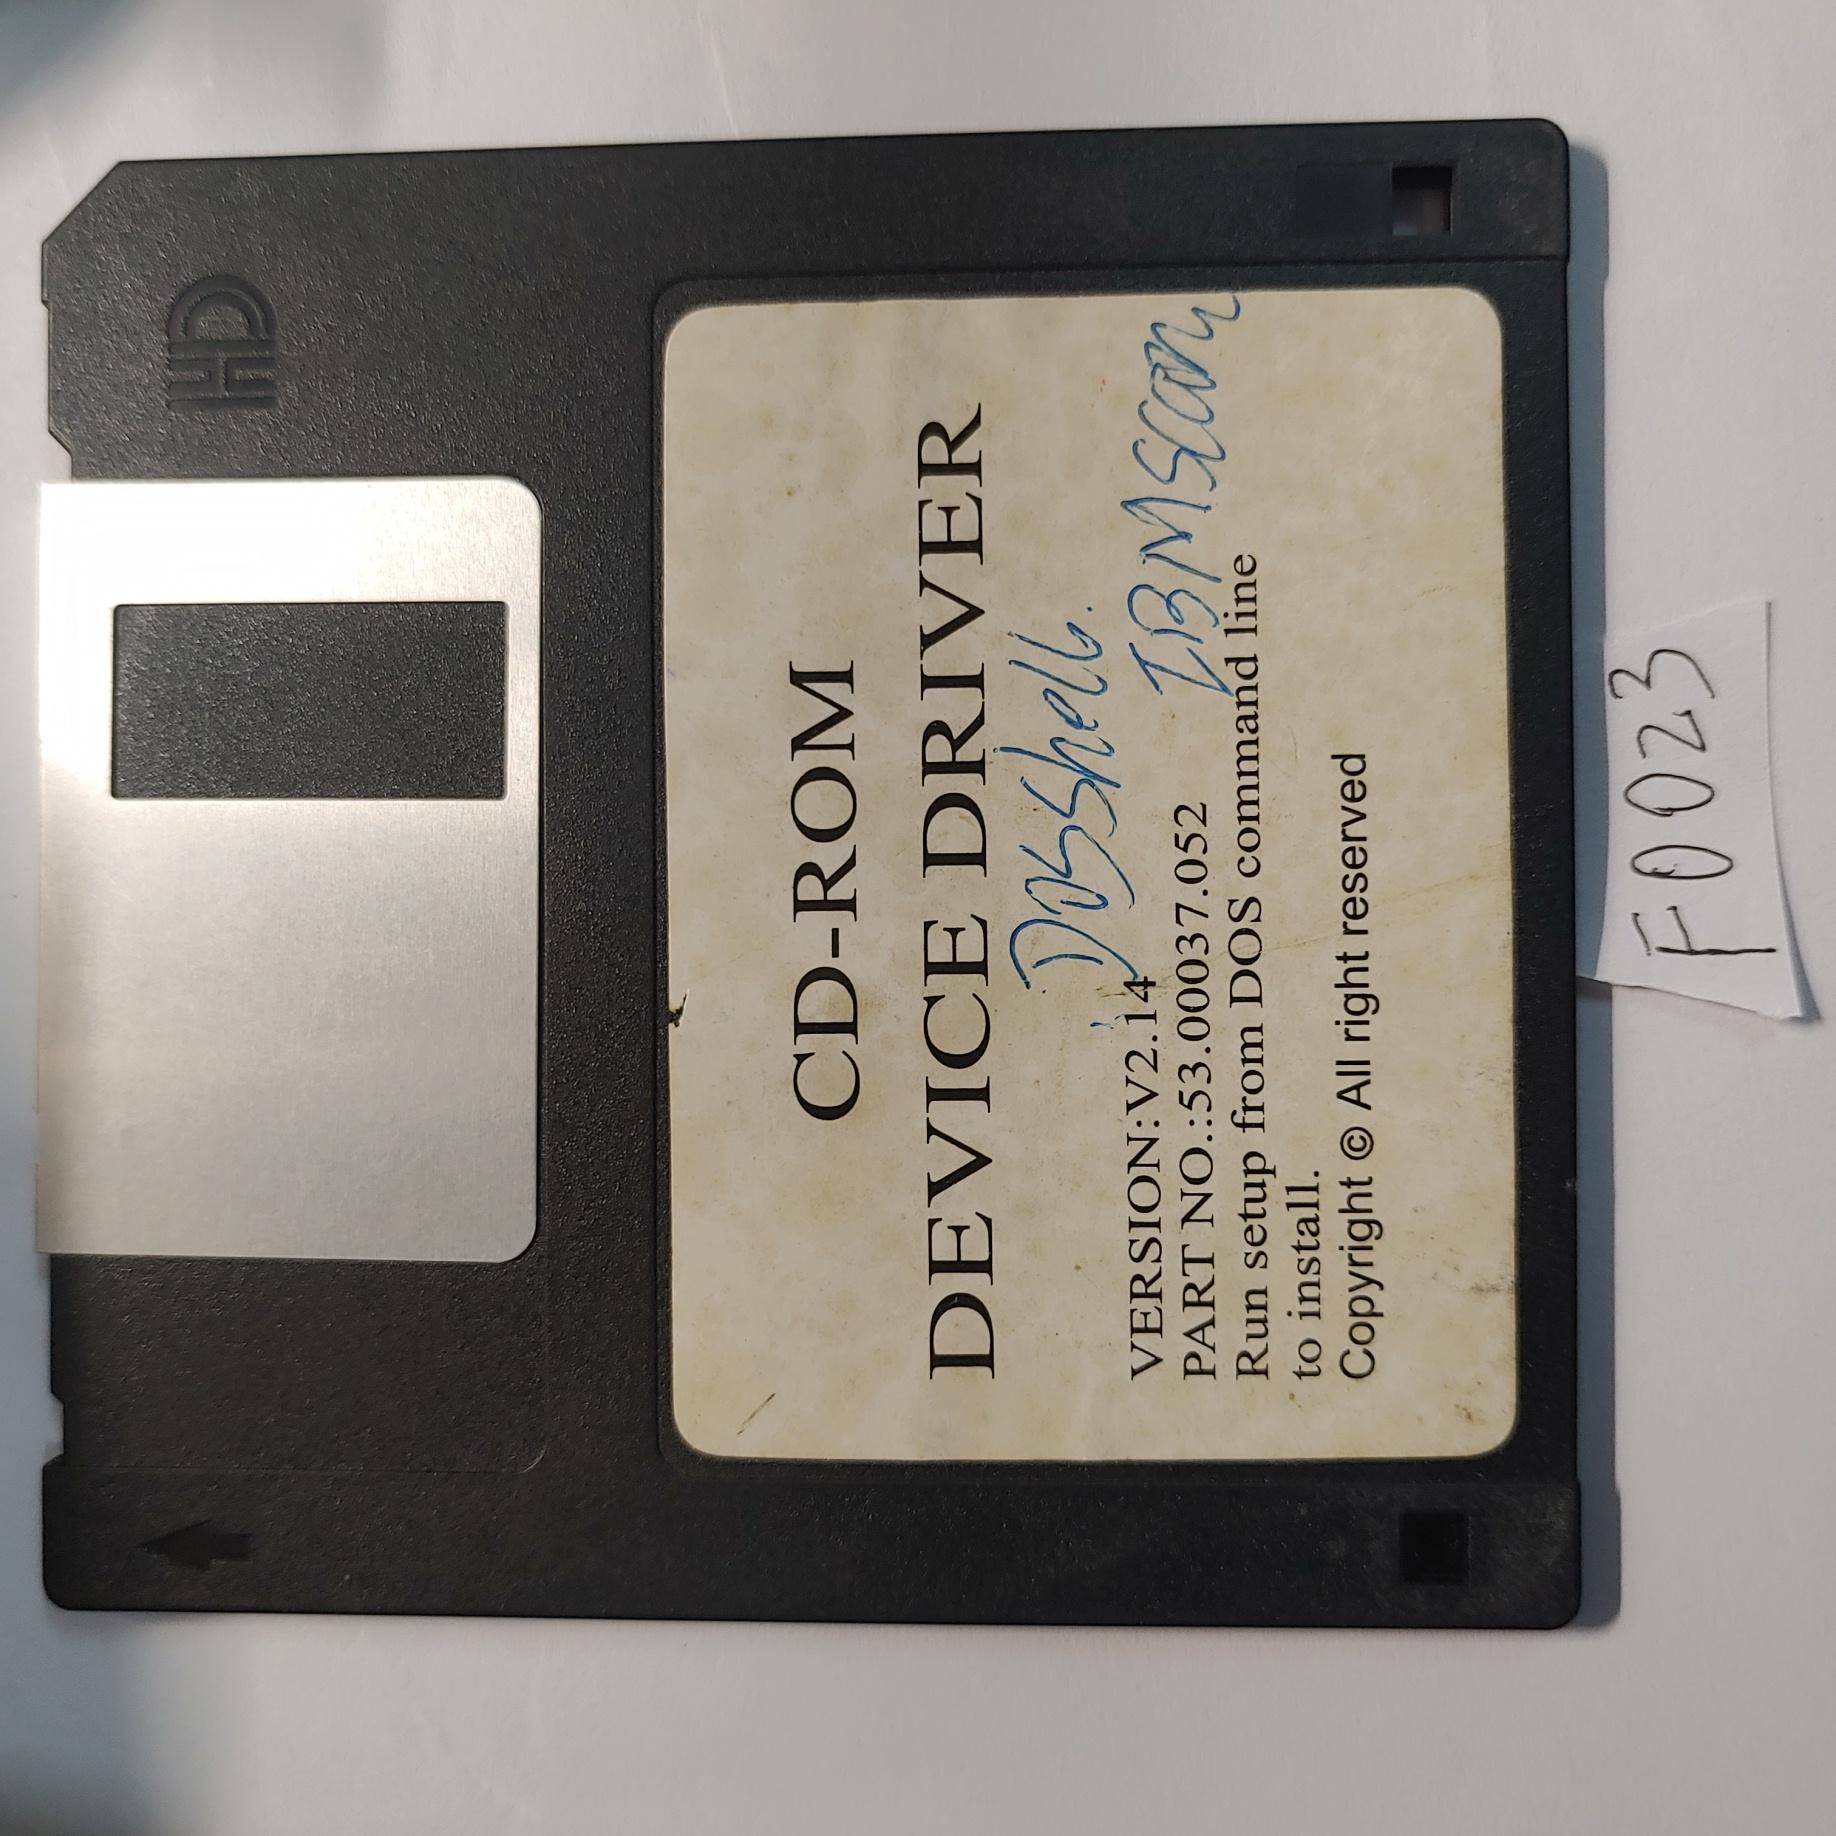 HD
CD-ROM
DEVICE DRIVER
DOSShell.
VERSION:V2.14
IBMScan
PART NO.:53.00037.052
Run setup from DOS command line
to install.
Copyright © All right reserved
F0023